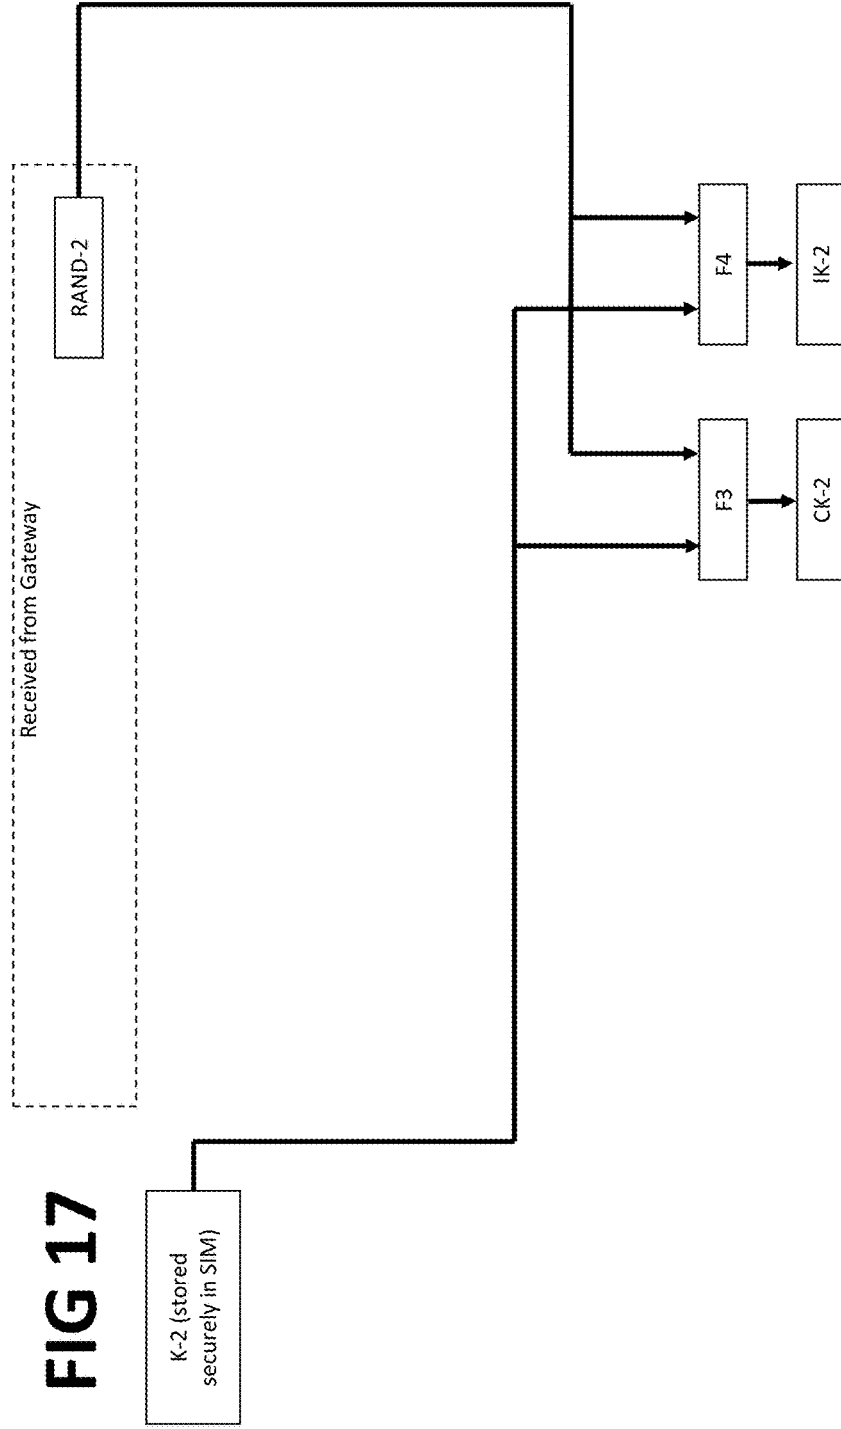 FIG 17
Received from Gateway
RAND-2
K-2 (stored
securely in SIM)
F3
F4
CK-2
IK-2